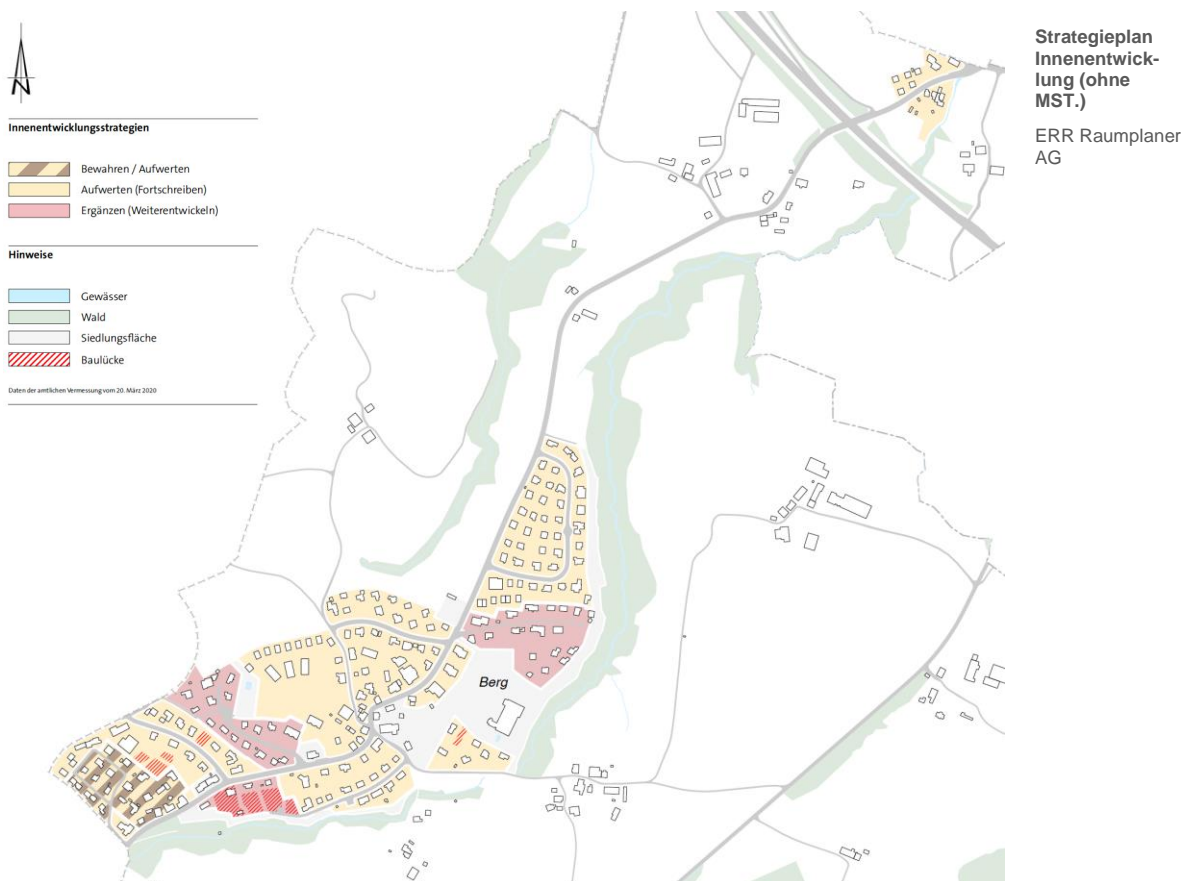 N
Innenentwicklungsstrategien
Bewahren / Aufwerten
Aufwerten (Fortschreiben)
Ergänzen (Weiterentwickeln)
Hinweise
Gewässer
Wald
Siedlungsfläche
Baulücke
Daten der amtlichen Vermessung vom 20. März 2020
Berg
Strategieplan
Innenentwick-
lung (ohne
MST.)
ERR Raumplaner
AG